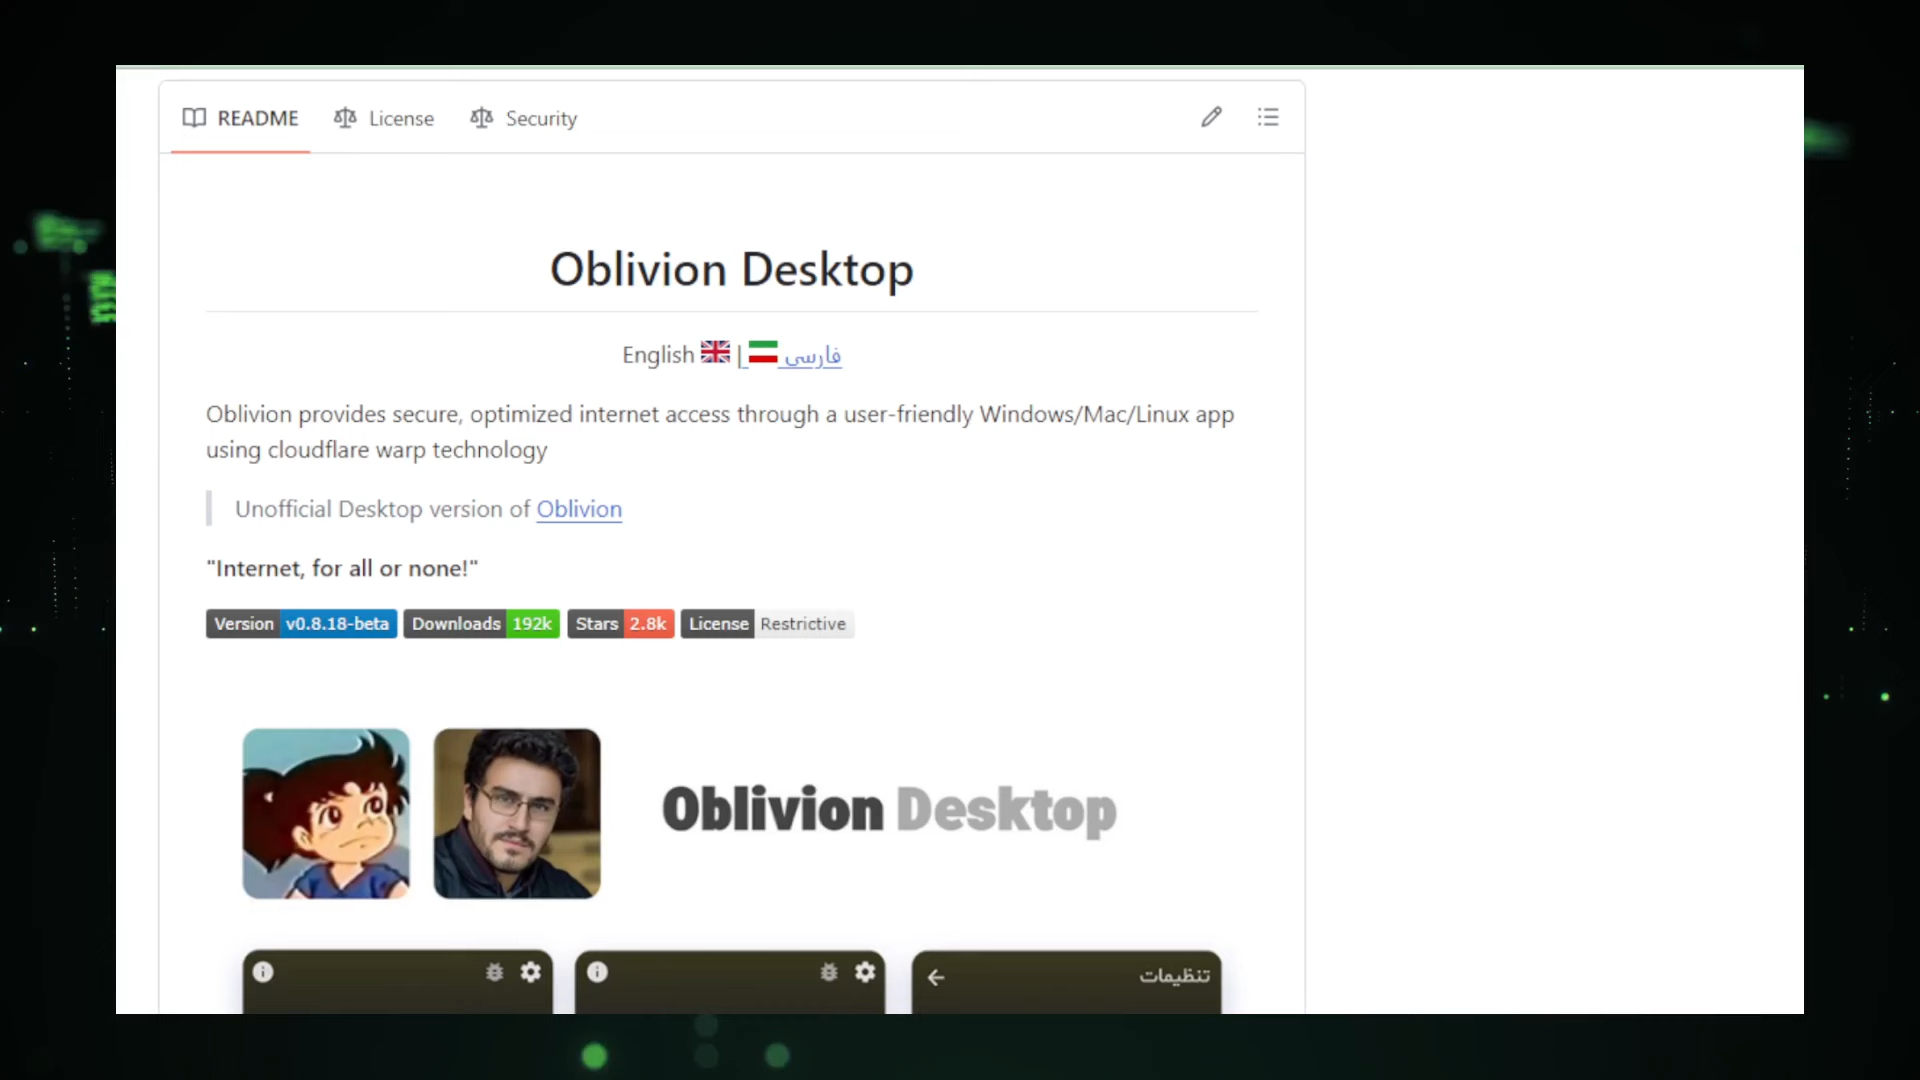 README License Security
Oblivion Desktop
English | فارسی
Oblivion provides secure, optimized internet access through a user-friendly Windows/Mac/Linux app
using cloudflare warp technology
Unofficial Desktop version of Oblivion
"Internet, for all or none!"
Version v0.8.18-beta Downloads 192k Stars 2.8k License Restrictive
Oblivion Desktop
تنظیمات